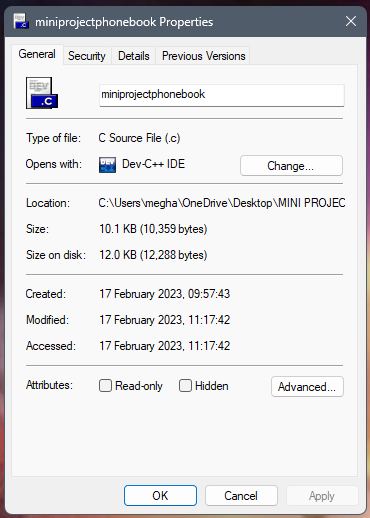 miniprojectphonebook Properties
General Security Details Previous Versions
DEV
.C
miniprojectphonebook
Type of file: C Source File (.c)
Opens with: DEV Dev-C++ IDE Change...
Location: C:\Users\megha\OneDrive\Desktop\MINI PROJEC
Size: 10.1 KB (10,359 bytes)
Size on disk: 12.0 KB (12,288 bytes)
Created: 17 February 2023, 09:57:43
Modified: 17 February 2023, 11:17:42
Accessed: 17 February 2023, 11:17:42
Attributes: Read-only Hidden Advanced...
OK Cancel Apply